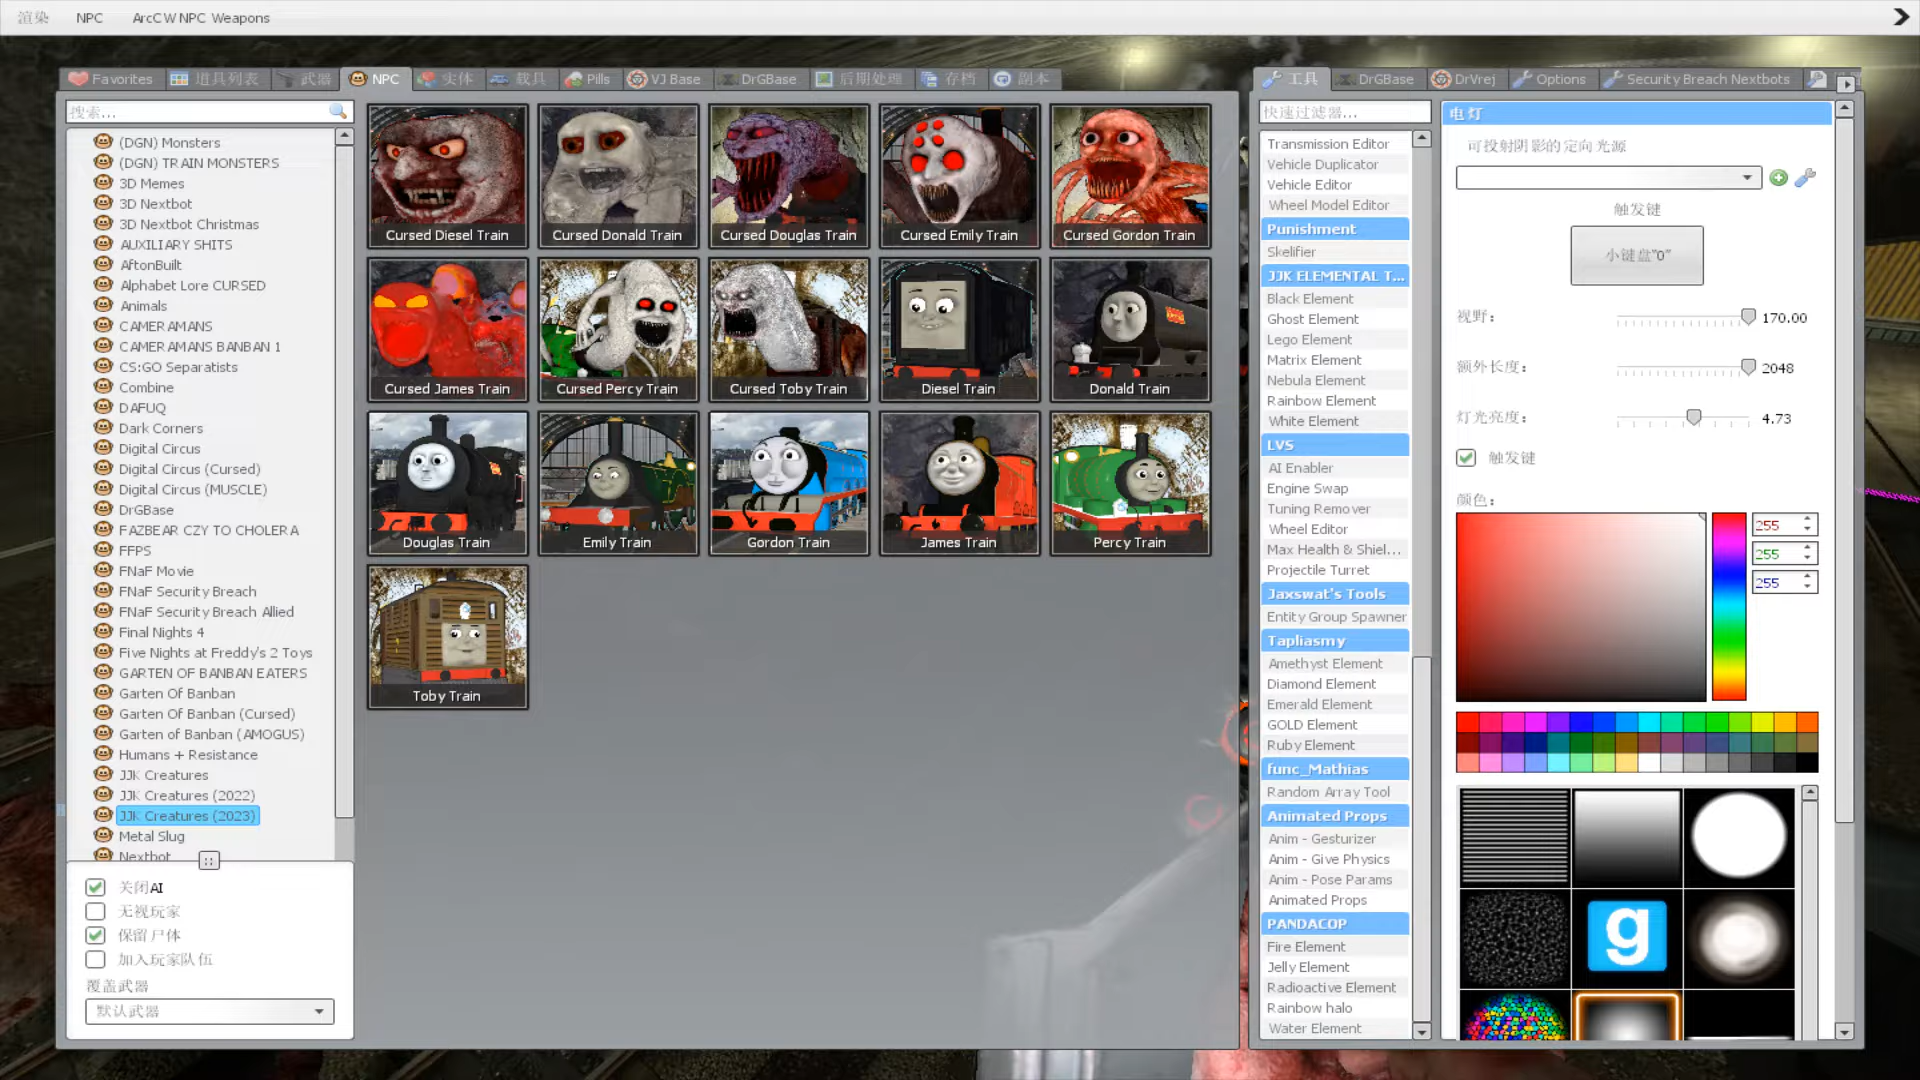 渲染 NPC ArcCW NPC Weapons
Favorites 道具列表 武器 NPC 实体 载具 Pills VJ Base DrGBase 后期处理 存档 副本
搜索...
(DGN) Monsters
(DGN) TRAIN MONSTERS
3D Memes
3D Nextbot
3D Nextbot Christmas
AUXILIARY SHITS
AftonBuilt
Alphabet Lore CURSED
Animals
CAMERAMANS
CAMERAMANS BANBAN 1
CS:GO Separatists
Combine
DAFUQ
Dark Corners
Digital Circus
Digital Circus (Cursed)
Digital Circus (MUSCLE)
DrGBase
FAZBEAR CZY TO CHOLERA
FFPS
FNaF Movie
FNaF Security Breach
FNaF Security Breach Allied
Final Nights 4
Five Nights at Freddy's 2 Toys
GARTEN OF BANBAN EATERS
Garten Of Banban
Garten Of Banban (Cursed)
Garten of Banban (AMOGUS)
Humans + Resistance
JJK Creatures
JJK Creatures (2022)
JJK Creatures (2023)
Metal Slug
Nextbot
关闭AI
无视玩家
保留尸体
加入玩家队伍
覆盖武器
默认武器
Cursed Diesel Train Cursed Donald Train Cursed Douglas Train Cursed Emily Train Cursed Gordon Train
Cursed James Train Cursed Percy Train Cursed Toby Train Diesel Train Donald Train
Douglas Train Emily Train Gordon Train James Train Percy Train
Toby Train
工具 DrGBase DrVrej Options Security Breach Nextbots
快速过滤器...
Transmission Editor
Vehicle Duplicator
Vehicle Editor
Wheel Model Editor
Punishment
Skelifier
JJK ELEMENTAL T...
Black Element
Ghost Element
Lego Element
Matrix Element
Nebula Element
Rainbow Element
White Element
LVS
AI Enabler
Engine Swap
Tuning Remover
Wheel Editor
Max Health & Shiel...
Projectile Turret
Jaxswat's Tools
Entity Group Spawner
Tapliasmy
Amethyst Element
Diamond Element
Emerald Element
GOLD Element
Ruby Element
func_Mathias
Random Array Tool
Animated Props
Anim - Gesturizer
Anim - Give Physics
Anim - Pose Params
Animated Props
PANDACOP
Fire Element
Jelly Element
Radioactive Element
Rainbow halo
Water Element
电灯
可投射阴影的定向光源
触发键
小键盘"0"
视野: 170.00
额外长度: 2048
灯光亮度: 4.73
触发键
颜色:
255
255
255
g